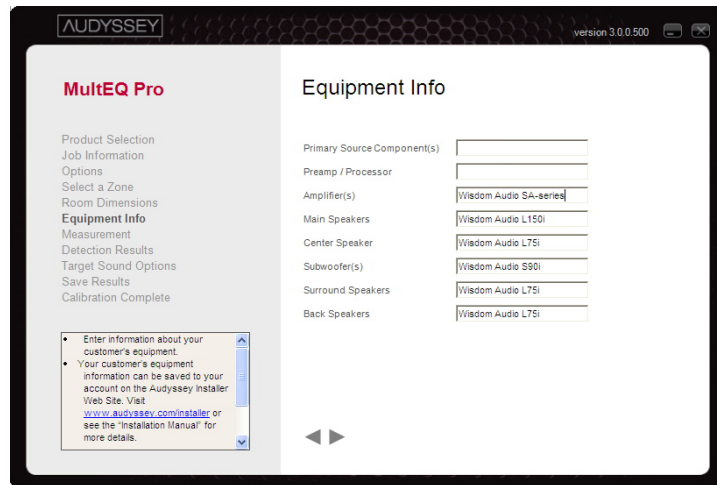 AUDYSSEY
version 3.0.0.500
MultEQ Pro
Equipment Info
Product Selection
Job Information
Options
Select a Zone
Room Dimensions
Equipment Info
Measurement
Detection Results
Target Sound Options
Save Results
Calibration Complete
Primary Source Component(s)
Preamp / Processor
Amplifier(s) Wisdom Audio SA-series
Main Speakers Wisdom Audio L150i
Center Speaker Wisdom Audio L75i
Subwoofer(s) Wisdom Audio S90i
Surround Speakers Wisdom Audio L75i
Back Speakers Wisdom Audio L75i
• Enter information about your
customer's equipment.
• Your customer's equipment
information can be saved to your
account on the Audyssey Installer
Web Site. Visit
www.audyssey.com/installer or
see the "Installation Manual" for
more details.